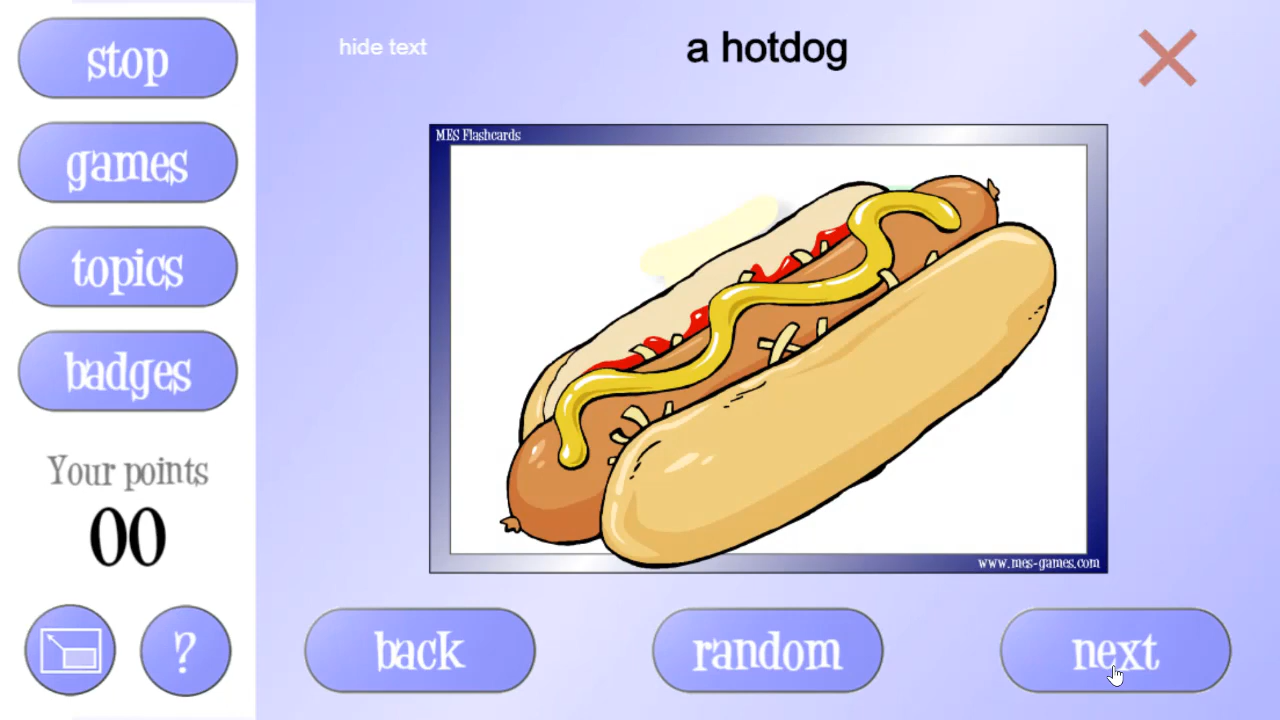 stop
games
topics
badges
Your points
00
?
hide text
a hotdog
MES Flashcards
www.mes-games.com
back
random
next